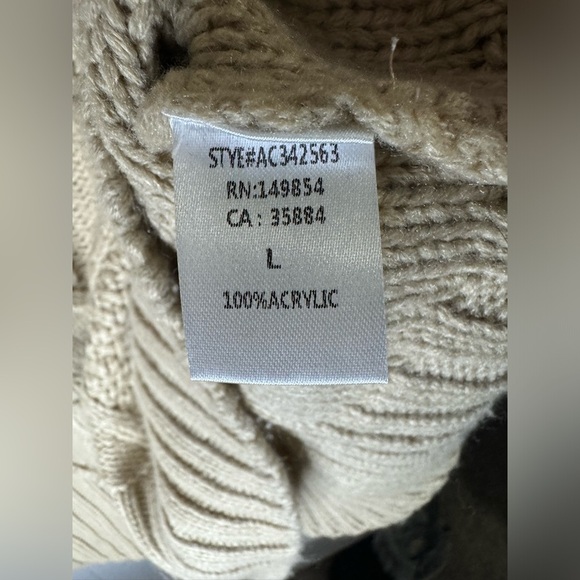 STYE#AC342563
RN:149854
CA : 35884
L
100%ACRYLIC